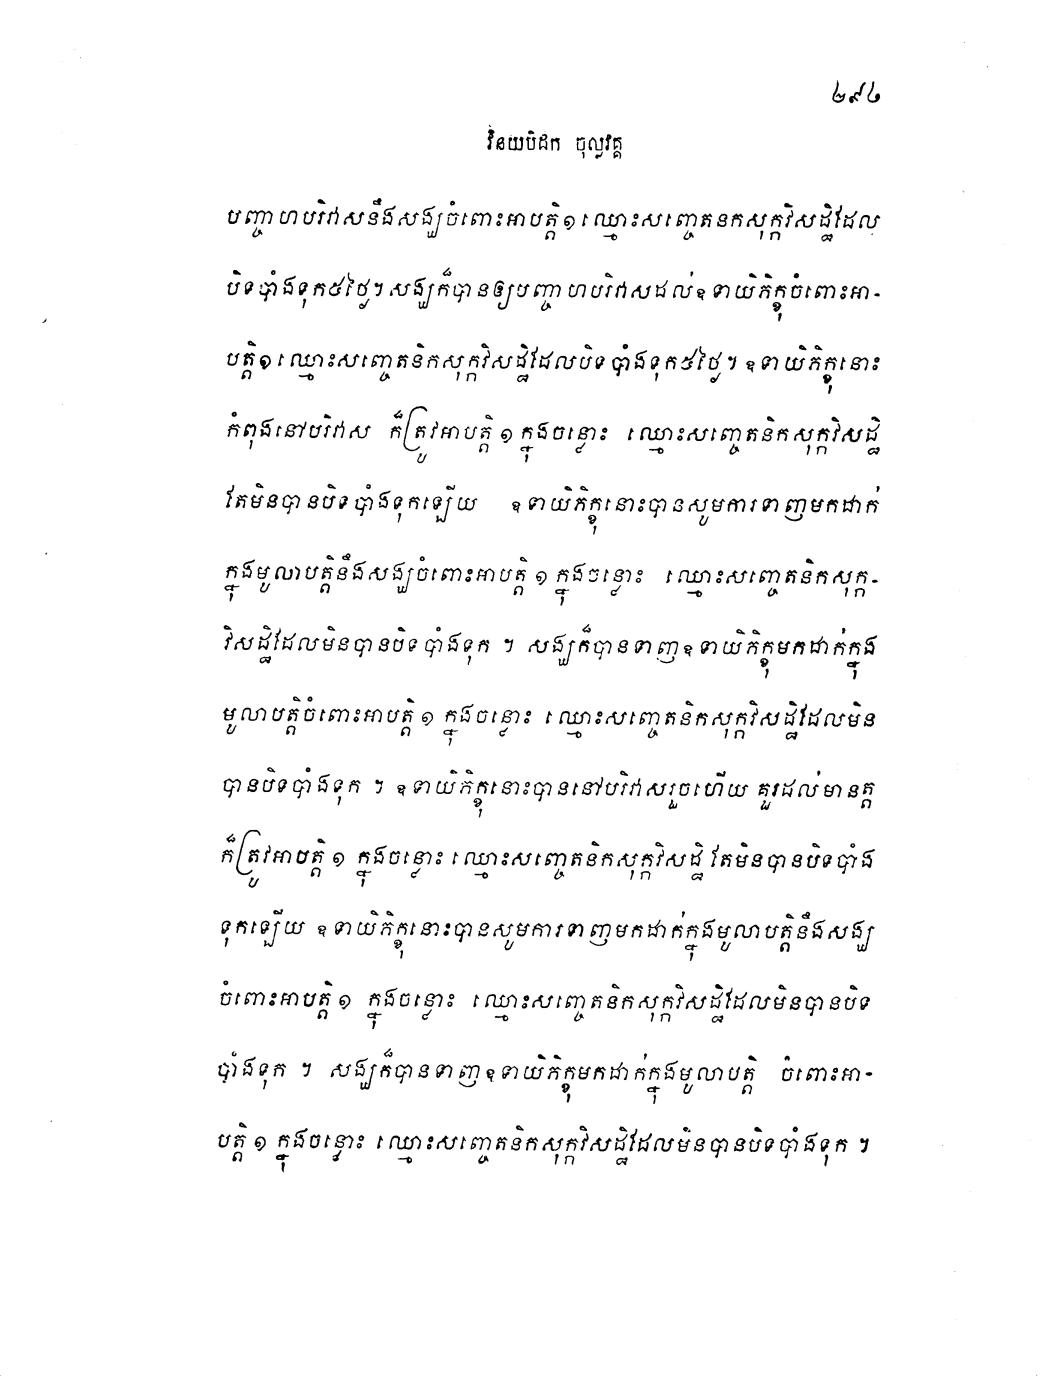 ២៩៤
វិនយបិដក ចុល្លវគ្គ
បញ្ចាហបរិវាសនឹងសង្ឃចំពោះអាបត្តិ១ ឈ្មោះសញ្ចេតនកសុក្កវិសដ្ឋិដែល
បិទបាំងទុក៥ថ្ងៃ។ សង្ឃក៏បានឲ្យបញ្ចាហបរិវាសដល់ឧទាយិភិក្ខុចំពោះអា-
បត្តិ១ ឈ្មោះសញ្ចេតនិកសុក្កវិសដ្ឋិដែលបិទបាំងទុក៥ថ្ងៃ។ ឧទាយិភិក្ខុនោះ
កំពុងនៅបរិវាស ក៏ត្រូវអាបត្តិ ១ ក្នុងចន្លោះ ឈ្មោះសញ្ចេតនិកសុក្កវិសដ្ឋិ
តែមិនបានបិទបាំងទុកឡើយ ឧទាយិភិក្ខុនោះបានសូមការទាញមកដាក់
ក្នុងមូលាបត្តិនឹងសង្ឃចំពោះអាបត្តិ ១ ក្នុងចន្លោះ ឈ្មោះសញ្ចេតនិកសុក្ក-
វិសដ្ឋិដែលមិនបានបិទបាំងទុក ។ សង្ឃក៏បានទាញឧទាយិភិក្ខុមកដាក់ក្នុង
មូលាបត្តិចំពោះអាបត្តិ ១ ក្នុងចន្លោះ ឈ្មោះសញ្ចេតនិកសុក្កវិសដ្ឋិដែលមិន
បានបិទបាំងទុក ។ ឧទាយិភិក្ខុនោះបាននៅបរិវាសរួចហើយ គួរដល់មានត្ត
ក៏ត្រូវអាបត្តិ ១ ក្នុងចន្លោះ ឈ្មោះសញ្ចេតនិកសុក្កវិសដ្ឋិ តែមិនបានបិទបាំង
ទុកឡើយ ឧទាយិភិក្ខុនោះបានសូមការទាញមកដាក់ក្នុងមូលាបត្តិនឹងសង្ឃ
ចំពោះអាបត្តិ ១ ក្នុងចន្លោះ ឈ្មោះសញ្ចេតនិកសុក្កវិសដ្ឋិដែលមិនបានបិទ
បាំងទុក ។ សង្ឃក៏បានទាញឧទាយិភិក្ខុមកដាក់ក្នុងមូលាបត្តិ ចំពោះអា-
បត្តិ ១ ក្នុងចន្លោះ ឈ្មោះសញ្ចេតនិកសុក្កវិសដ្ឋិដែលមិនបានបិទបាំងទុក ។